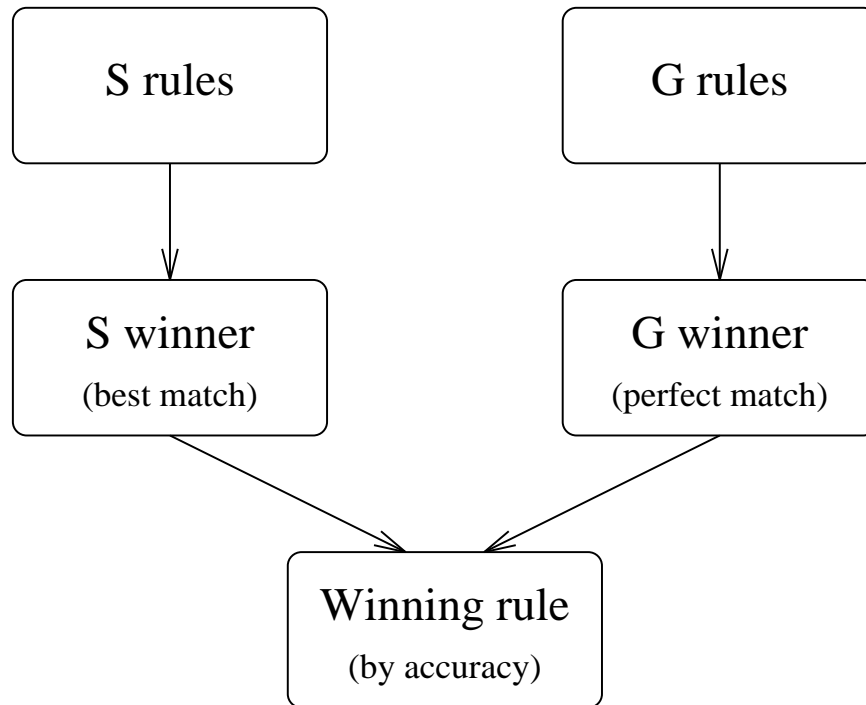 S rules
G rules
S winner
(best match)
G winner
(perfect match)
Winning rule
(by accuracy)